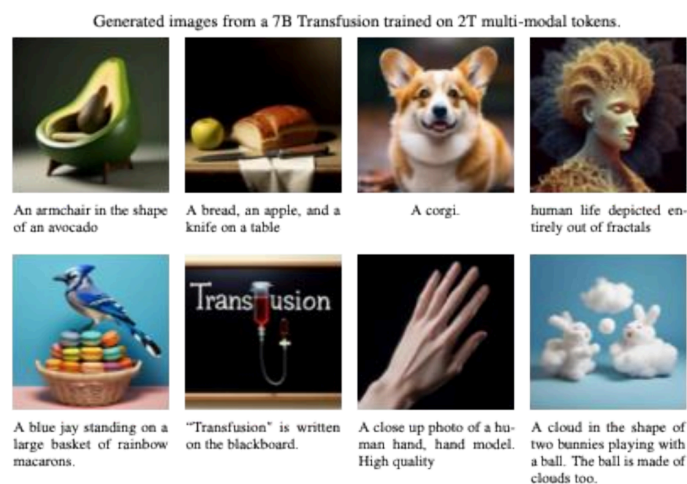 Generated images from a 7B Transfusion trained on 2T multi-modal tokens.
An armchair in the shape
of an avocado
A bread, an apple, and a
knife on a table
A corgi.
human life depicted en-
tirely out of fractals
Trans usion
A blue jay standing on a
large basket of rainbow
macarons.
“Transfusion” is written
on the blackboard.
A close up photo of a hu-
man hand, hand model.
High quality
A cloud in the shape of
two bunnies playing with
a ball. The ball is made of
clouds too.